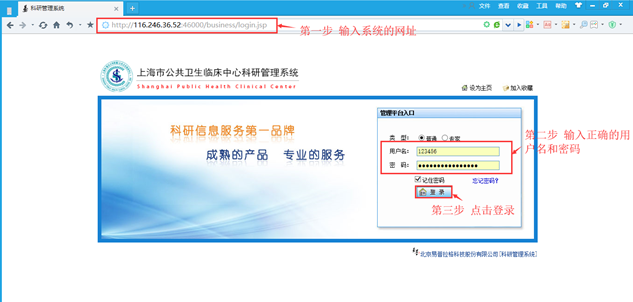 科研管理系统
文件 查看 收藏 工具 帮助
http://116.246.36.52:46000/business/login.jsp
第一步 输入系统的网址
上海市公共卫生临床中心科研管理系统
Shanghai Public Health Clinical Center
设为主页 加入收藏
科研信息服务第一品牌
成熟的产品 专业的服务
管理平台入口
类 型: 普通 专家
用户名: 123456
密 码:
记住密码 忘记密码?
登 录
第二步 输入正确的用
户名和密码
第三步 点击登录
北京易普拉格科技股份有限公司[科研管理系统]